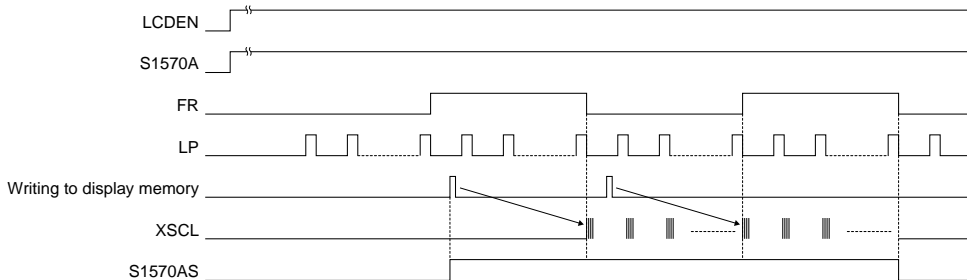 LCDEN
S1570A
FR
LP
Writing to display memory
XSCL
S1570AS